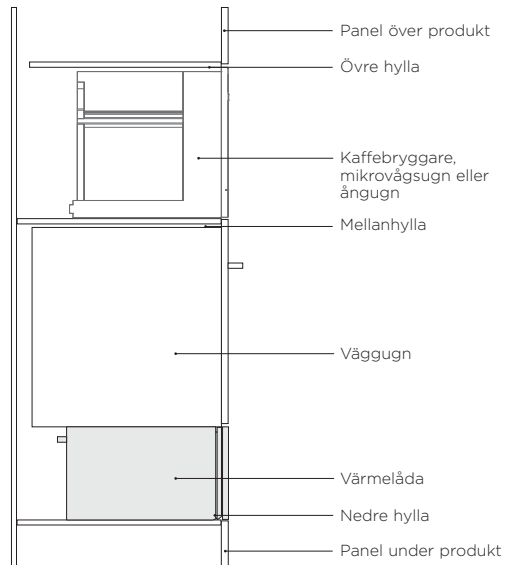 Panel över produkt
Övre hylla
Kaffebryggare,
mikrovågsugn eller
ångugn
Mellanhylla
Väggugn
Värmelåda
Nedre hylla
Panel under produkt